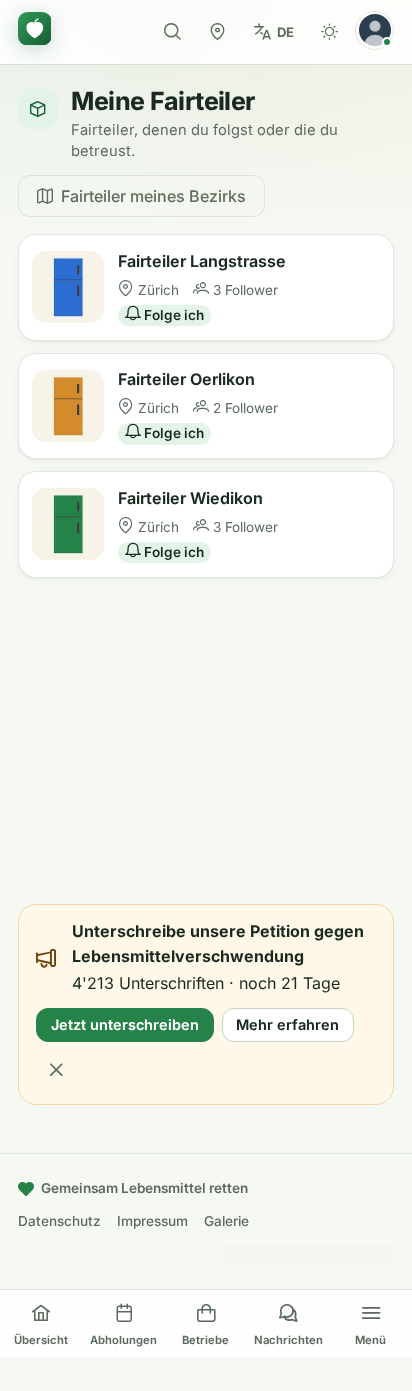 DE
Meine Fairteiler
Fairteiler, denen du folgst oder die du
betreust.
Fairteiler meines Bezirks
Fairteiler Langstrasse
Zürich 3 Follower
Folge ich
Fairteiler Oerlikon
Zürich 2 Follower
Folge ich
Fairteiler Wiedikon
Zürich 3 Follower
Folge ich
Unterschreibe unsere Petition gegen
Lebensmittelverschwendung
4'213 Unterschriften · noch 21 Tage
Jetzt unterschreiben Mehr erfahren
Gemeinsam Lebensmittel retten
Datenschutz Impressum Galerie
Übersicht Abholungen Betriebe Nachrichten Menü